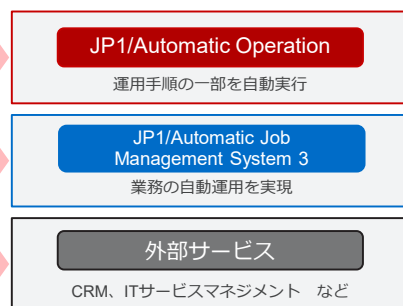 JP1/Automatic Operation
運用手順の一部を自動実行
JP1/Automatic Job
Management System 3
業務の自動運用を実現
外部サービス
CRM、ITサービスマネジメント　など